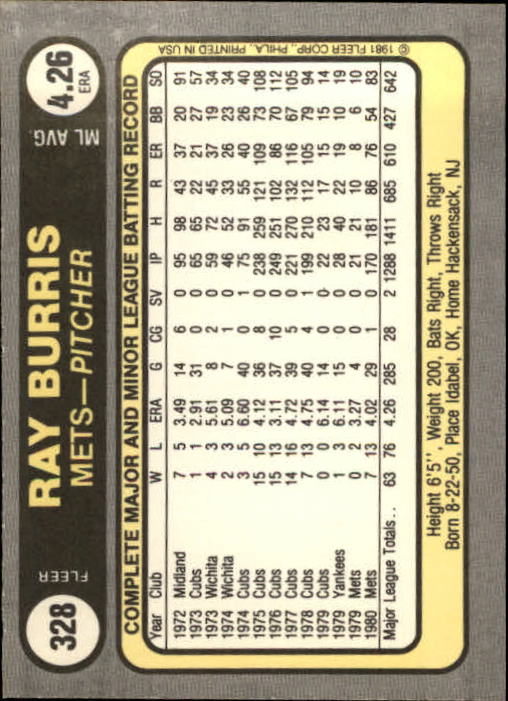 328
FLEER
RAY BURRIS
METS—PITCHER
ML AVG.
4.26
ERA
COMPLETE MAJOR AND MINOR LEAGUE BATTING RECORD
Year Club W L ERA G CG SV IP H R ER BB SO
1972 Midland 7 5 3.49 14 6 0 95 98 43 37 20 91
1973 Cubs 1 1 2.91 31 0 0 65 65 22 21 27 57
1973 Wichita 4 3 5.61 8 2 0 59 72 45 37 19 34
1974 Wichita 2 3 5.09 7 1 0 46 52 33 26 23 34
1974 Cubs 3 5 6.60 40 0 1 75 91 55 40 26 40
1975 Cubs 15 10 4.12 36 8 0 238 259 121 109 73 108
1976 Cubs 15 13 3.11 37 10 0 249 251 102 86 70 112
1977 Cubs 14 16 4.72 39 5 0 221 270 132 116 67 105
1978 Cubs 7 13 4.75 40 4 1 199 210 112 105 79 94
1979 Cubs 0 0 6.14 14 0 0 22 23 17 15 15 14
1979 Yankees 1 3 6.11 15 0 0 28 40 22 19 10 19
1979 Mets 0 2 3.27 4 0 0 21 21 10 8 6 10
1980 Mets 7 13 4.02 29 1 0 170 181 86 76 54 83
Major League Totals . . 63 76 4.26 285 28 2 1288 1411 685 610 427 642
Height 6'5", Weight 200, Bats Right, Throws Right
Born 8-22-50, Place Idabel, OK, Home Hackensack, NJ
© 1981 FLEER CORP., PHILA., PRINTED IN USA